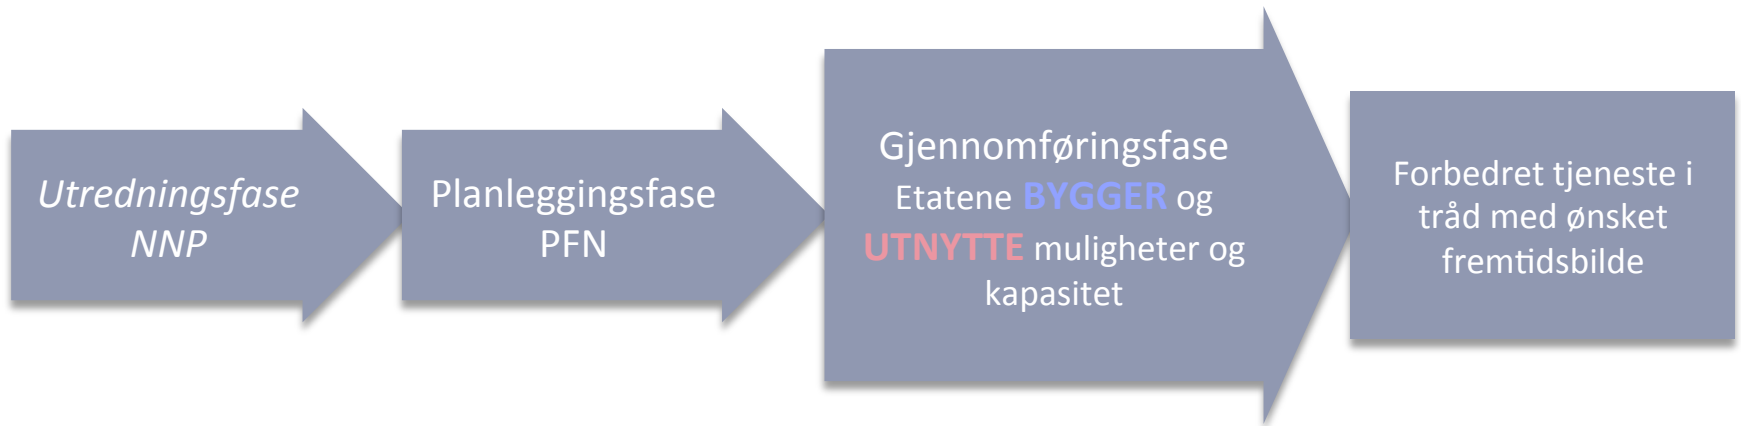 Utredningsfase
NNP
Planleggingsfase
PFN
Gjennomføringsfase
Etatene BYGGER og
UTNYTTE muligheter og
kapasitet
Forbedret tjeneste i
tråd med ønsket
fremtidsbilde